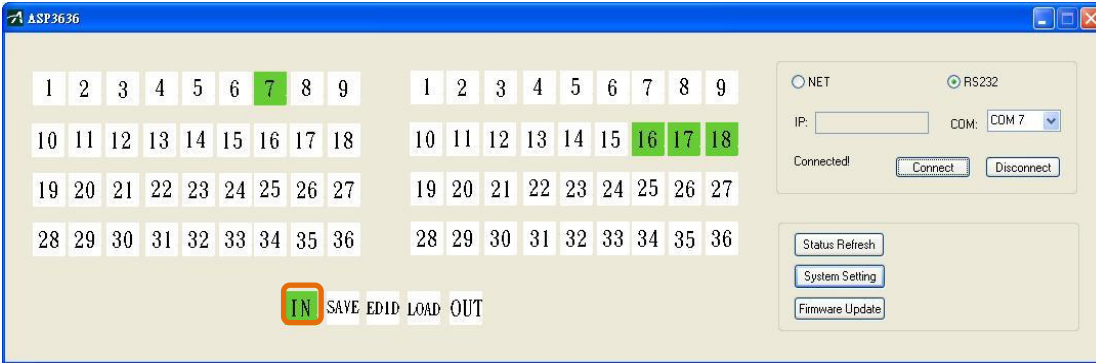 ASP3636
1 2 3 4 5 6 7 8 9
10 11 12 13 14 15 16 17 18
19 20 21 22 23 24 25 26 27
28 29 30 31 32 33 34 35 36
1 2 3 4 5 6 7 8 9
10 11 12 13 14 15 16 17 18
19 20 21 22 23 24 25 26 27
28 29 30 31 32 33 34 35 36
IN SAVE EDID LOAD OUT
NET RS232
IP: COM: COM 7
Connected! Connect Disconnect
Status Refresh
System Setting
Firmware Update